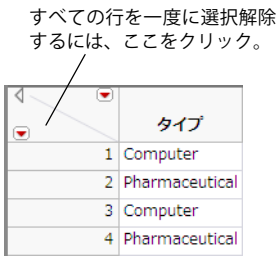 すべての行を一度に選択解除
するには、ここをクリック。
タイプ
1 Computer
2 Pharmaceutical
3 Computer
4 Pharmaceutical